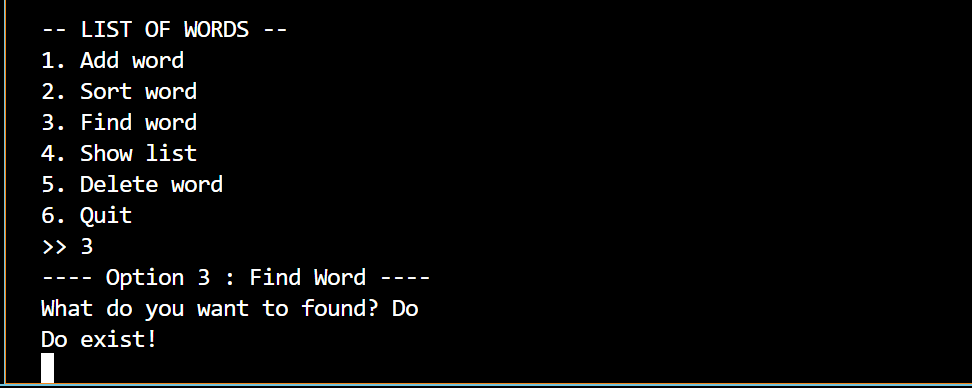 -- LIST OF WORDS --
1. Add word
2. Sort word
3. Find word
4. Show list
5. Delete word
6. Quit
>> 3
---- Option 3 : Find Word ----
What do you want to found? Do
Do exist!